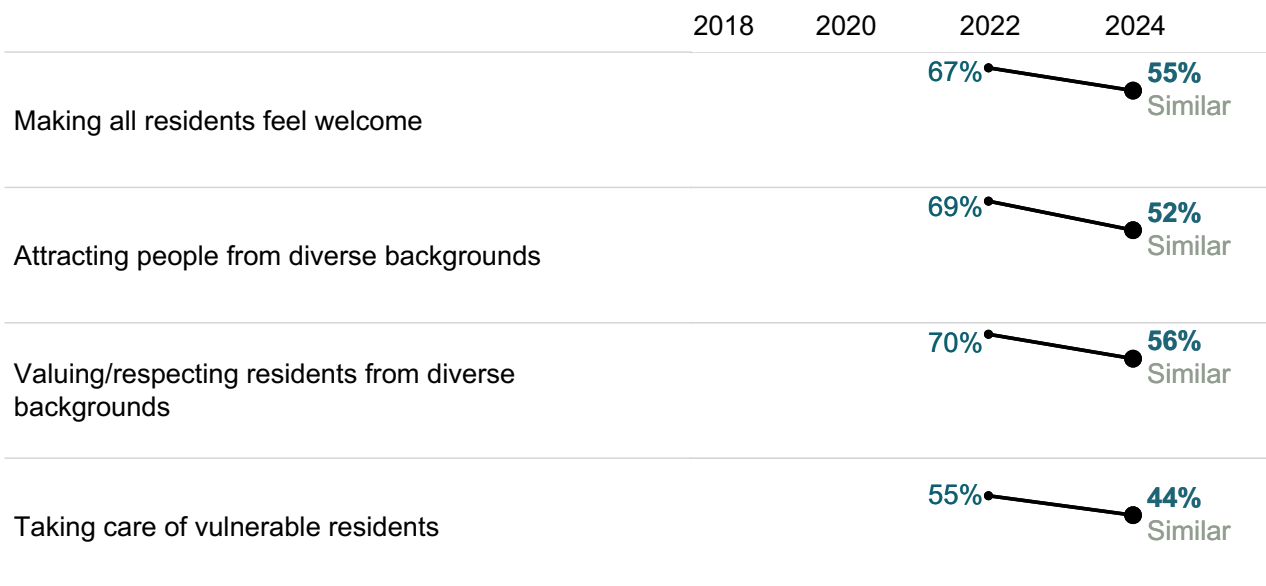 2018 2020 2022 2024
67% 55%
Similar
Making all residents feel welcome
69% 52%
Similar
Attracting people from diverse backgrounds
70% 56%
Similar
Valuing/respecting residents from diverse
backgrounds
55% 44%
Similar
Taking care of vulnerable residents